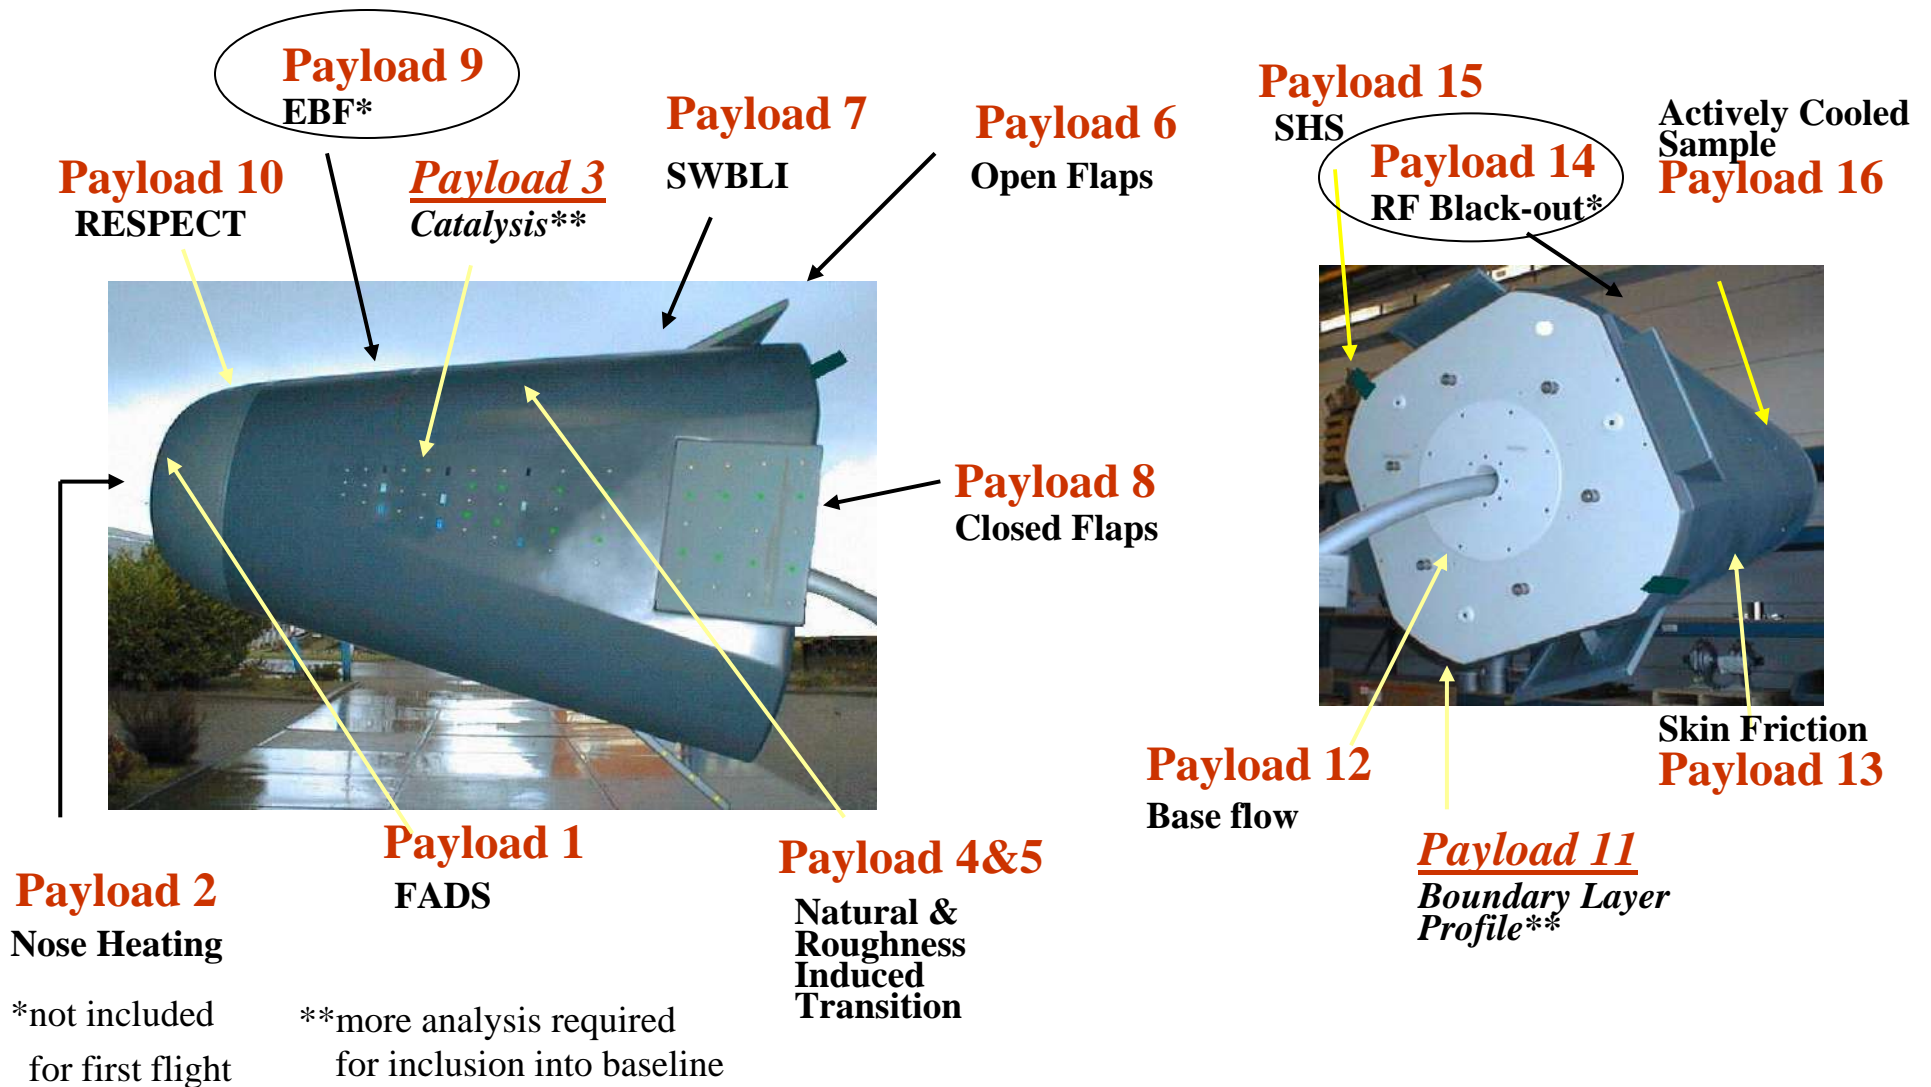 Payload 9
EBF*
Payload 10
RESPECT
Payload 3
Catalysis**
Payload 7
SWBLI
Payload 6
Open Flaps
Payload 15
SHS
Payload 14
RF Black-out*
Actively Cooled
Sample
Payload 16
Payload 8
Closed Flaps
Payload 2
Nose Heating
Payload 1
FADS
Payload 4&5
Natural &
Roughness
Induced
Transition
Payload 12
Base flow
Payload 11
Boundary Layer
Profile**
Skin Friction
Payload 13
*not included
for first flight
**more analysis required
for inclusion into baseline